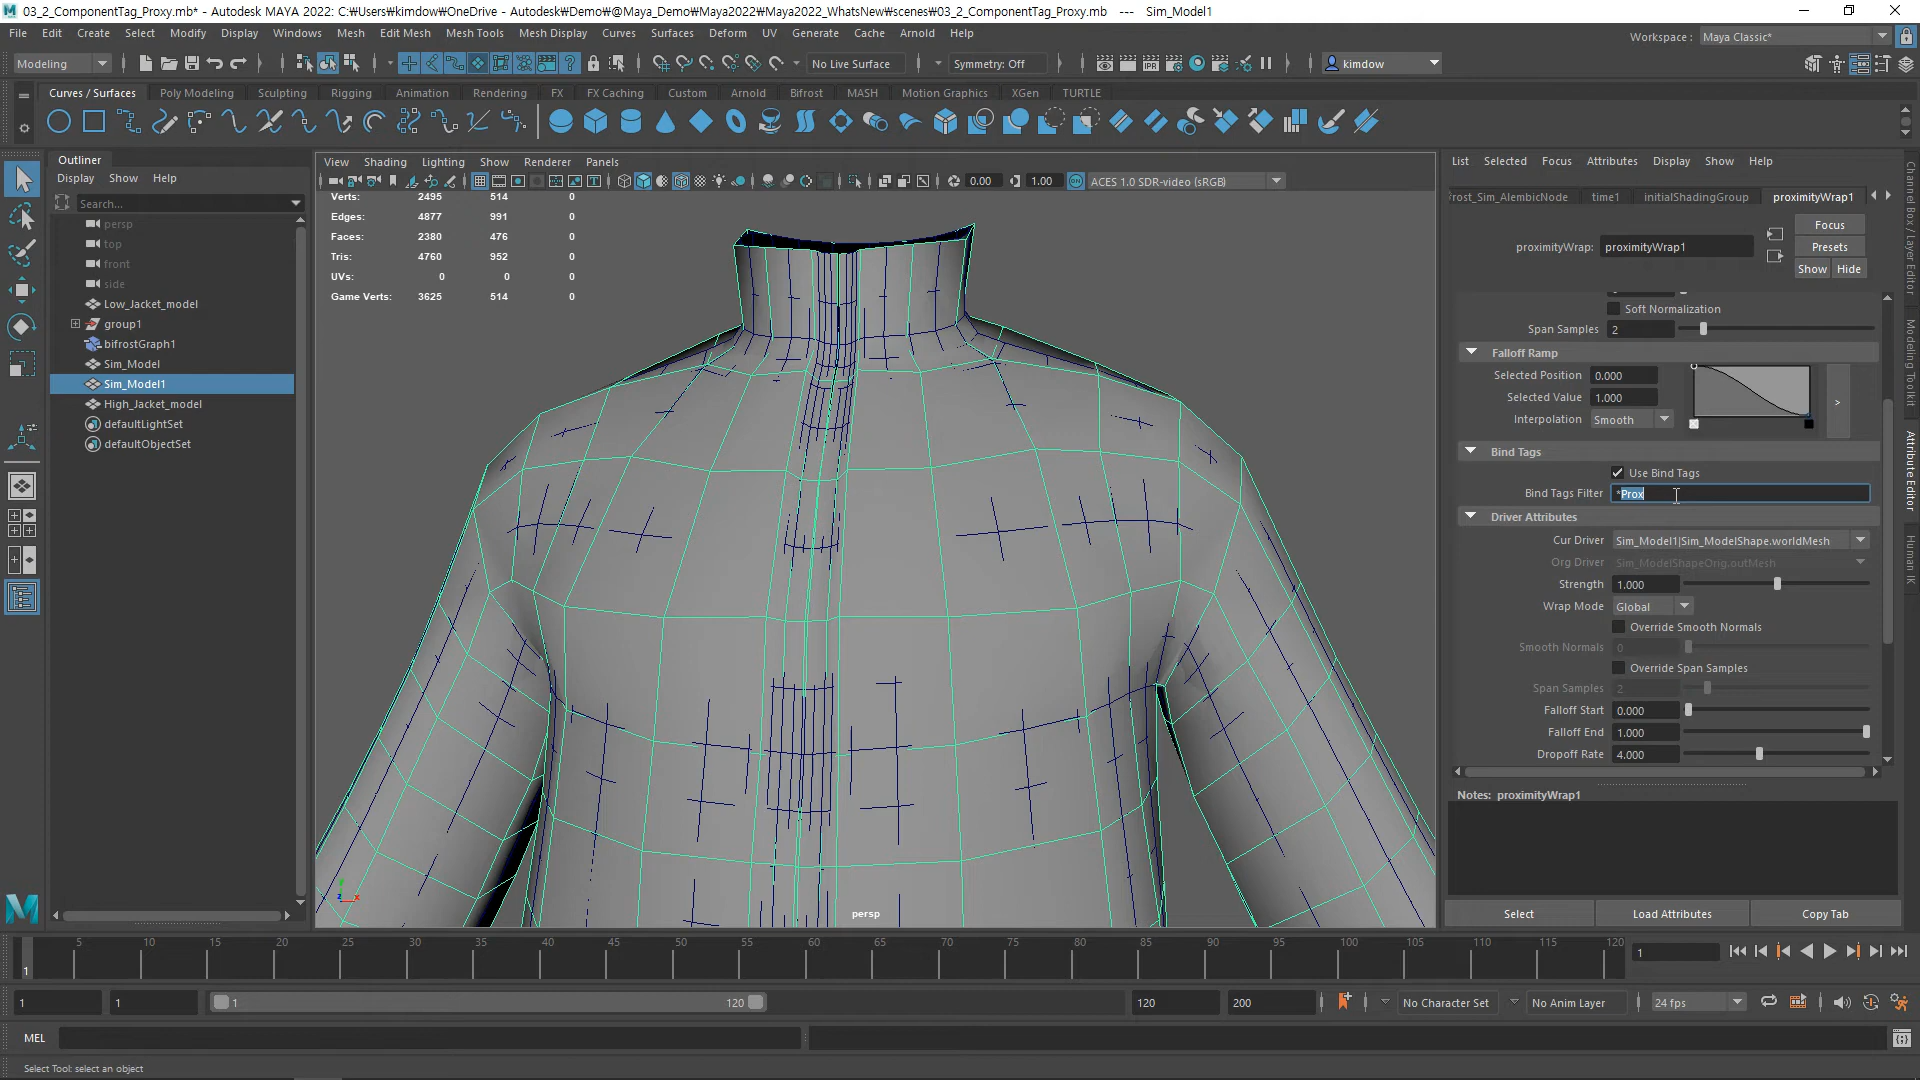 03_2_ComponentTag_Proxy.mb* - Autodesk MAYA 2022: C:₩Users₩kimdow₩OneDrive - Autodesk₩Demo₩@Maya_Demo₩Maya2022₩Maya2022_WhatsNew₩scenes₩03_2_ComponentTag_Proxy.mb --- Sim_Model1
File Edit Create Select Modify Display Windows Mesh Edit Mesh Mesh Tools Mesh Display Curves Surfaces Deform UV Generate Cache Arnold Help
Workspace : Maya Classic*
Modeling
No Live Surface
Symmetry: Off
kimdow
Curves / Surfaces Poly Modeling Sculpting Rigging Animation Rendering FX FX Caching Custom Arnold Bifrost MASH Motion Graphics XGen TURTLE
Outliner
Display Show Help
Search...
persp
top
front
side
Low_Jacket_model
group1
bifrostGraph1
Sim_Model
Sim_Model1
High_Jacket_model
defaultLightSet
defaultObjectSet
View Shading Lighting Show Renderer Panels
0.00 1.00 ACES 1.0 SDR-video (sRGB)
Verts: 2495 514 0
Edges: 4877 991 0
Faces: 2380 476 0
Tris: 4760 952 0
UVs: 0 0 0
Game Verts: 3625 514 0
persp
List Selected Focus Attributes Display Show Help
rost_Sim_AlembicNode time1 initialShadingGroup proximityWrap1
proximityWrap: proximityWrap1
Focus
Presets
Show Hide
Soft Normalization
Span Samples 2
Falloff Ramp
Selected Position 0.000
Selected Value 1.000
Interpolation Smooth
>
Bind Tags
Use Bind Tags
Bind Tags Filter *Prox
Driver Attributes
Cur Driver Sim_Model1|Sim_ModelShape.worldMesh
Org Driver Sim_ModelShapeOrig.outMesh
Strength 1.000
Wrap Mode Global
Override Smooth Normals
Smooth Normals 0
Override Span Samples
Span Samples 2
Falloff Start 0.000
Falloff End 1.000
Dropoff Rate 4.000
Notes: proximityWrap1
Select Load Attributes Copy Tab
Channel Box / Layer Editor
Modeling Toolkit
Attribute Editor
Human IK
5 10 15 20 25 30 35 40 45 50 55 60 65 70 75 80 85 90 95 100 105 110 115 120
1
1
1 1 1 120 120 200 No Character Set No Anim Layer 24 fps
MEL
Select Tool: select an object